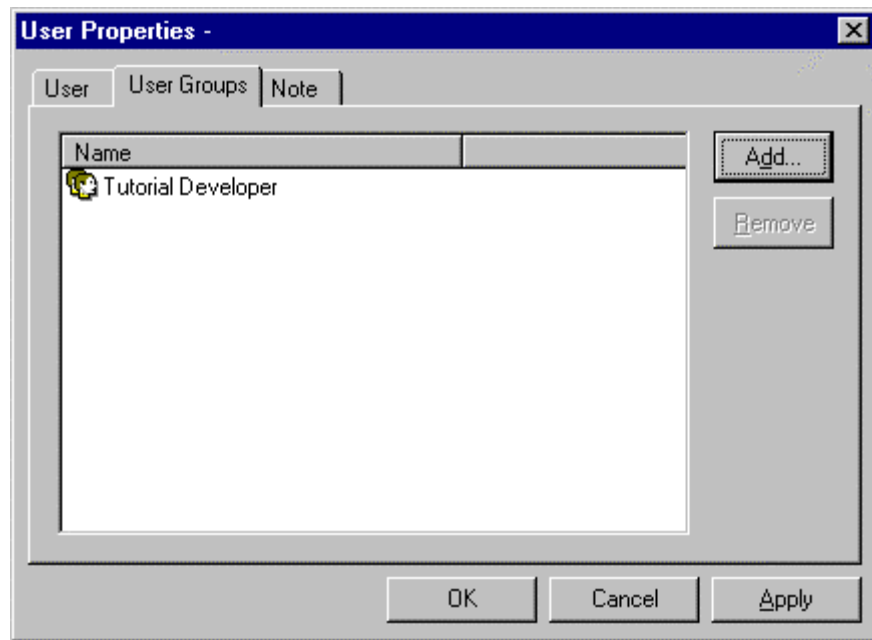 User Properties -
User
User Groups
Note
Name
Tutorial Developer
Add...
Remove
OK
Cancel
Apply